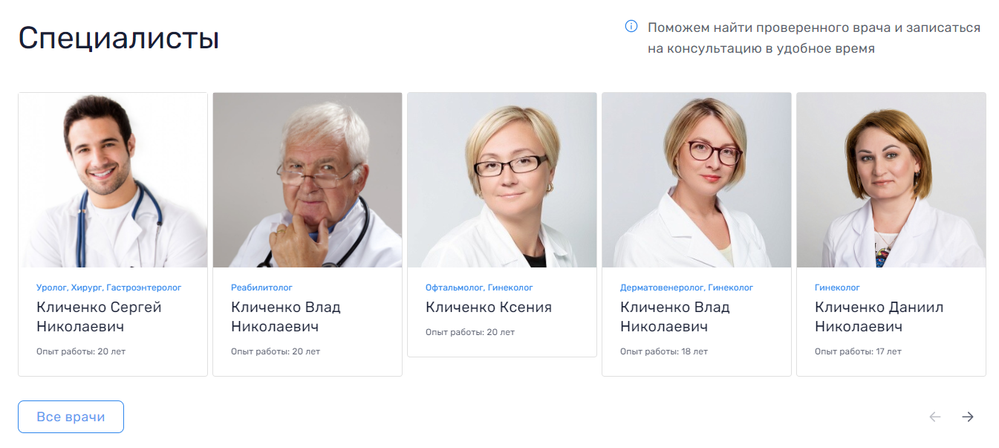 Специалисты
Поможем найти проверенного врача и записаться
на консультацию в удобное время
Уролог, Хирург, Гастроэнтеролог
Кличенко Сергей
Николаевич
Опыт работы: 20 лет
Реабилитолог
Кличенко Влад
Николаевич
Опыт работы: 20 лет
Офтальмолог, Гинеколог
Кличенко Ксения
Опыт работы: 20 лет
Дерматовенеролог, Гинеколог
Кличенко Влад
Николаевич
Опыт работы: 18 лет
Гинеколог
Кличенко Даниил
Николаевич
Опыт работы: 17 лет
Все врачи